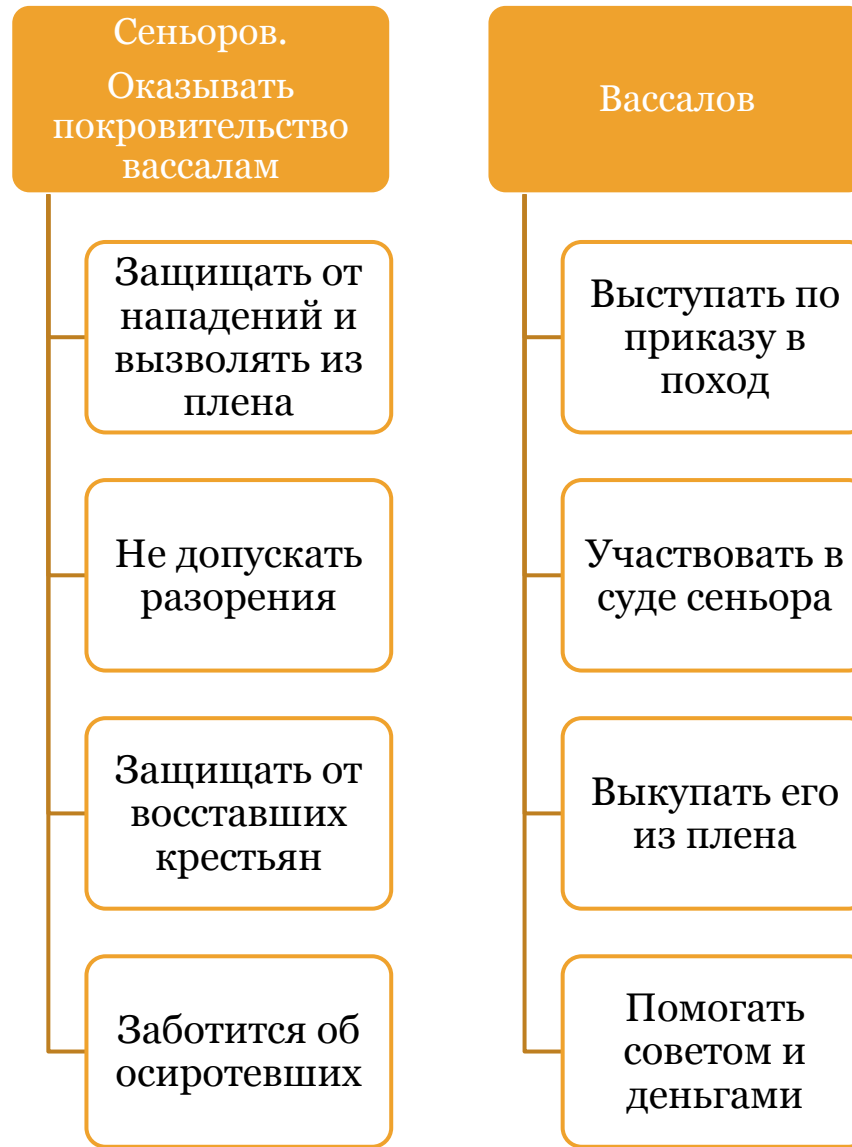 Сеньоров.
Оказывать
покровительство
вассалам
Защищать от
нападений и
вызволять из
плена
Не допускать
разорения
Защищать от
восставших
крестьян
Заботится об
осиротевших
Вассалов
Выступать по
приказу в
поход
Участвовать в
суде сеньора
Выкупать его
из плена
Помогать
советом и
деньгами